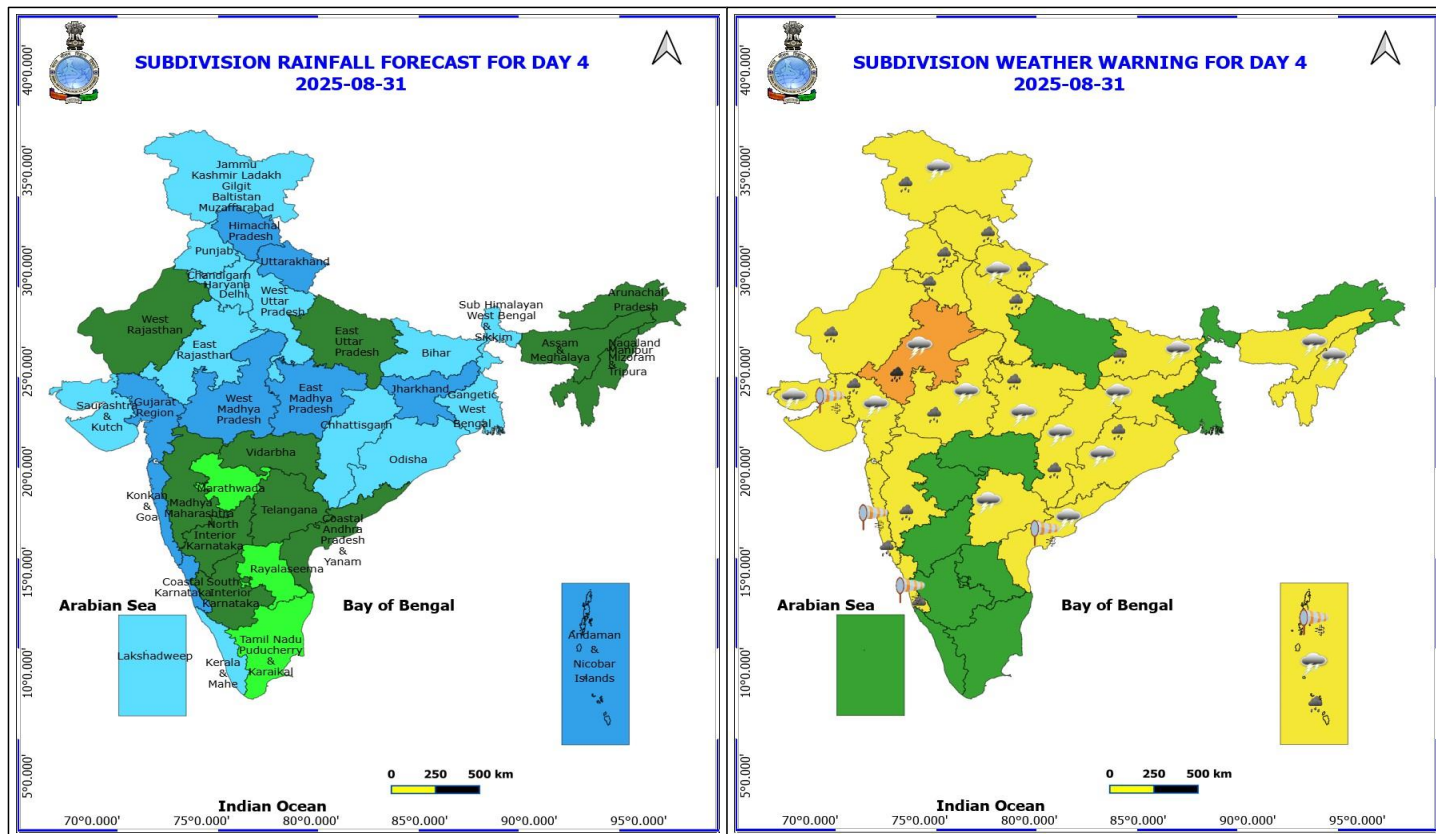 SUBDIVISION RAINFALL FORECAST FOR DAY 4
2025-08-31
40°0.000'
35°0.000'
30°0.000'
25°0.000'
20°0.000'
15°0.000'
10°0.000'
5°0.000'
Jammu
Kashmir Ladakh
Gilgit
Baltistan
Muzaffarabad
Himachal
Pradesh
Punjab
Uttarakhand
Chandigarh
Haryana
Delhi
West
Uttar
Pradesh
West
Rajasthan
East
Rajasthan
East
Uttar
Pradesh
Sub Himalayan
West Bengal
&
Sikkim
Arunachal
Pradesh
Assam
&
Meghalaya
Nagaland
Manipur
Mizoram
&
Tripura
Bihar
Jharkhand
Gangetic
West
Bengal
Saurashtra
&
Kutch
Gujarat
Region
West
Madhya
Pradesh
East
Madhya
Pradesh
Chhattisgarh
Odisha
Vidarbha
Marathwada
Konkan
&
Goa
Madhya
Maharashtra
North
Interior
Karnataka
Telangana
Coastal
Andhra
Pradesh
&
Yanam
Rayalaseema
Coastal
Karnataka
South
Interior
Karnataka
Arabian Sea
Bay of Bengal
Lakshadweep
Kerala
&
Mahe
Tamil Nadu
Puducherry
&
Karaikal
Andaman
&
Nicobar
Islands
0 250 500 km
Indian Ocean
70°0.000' 75°0.000' 80°0.000' 85°0.000' 90°0.000' 95°0.000'
SUBDIVISION WEATHER WARNING FOR DAY 4
2025-08-31
40°0.000'
35°0.000'
30°0.000'
25°0.000'
20°0.000'
15°0.000'
10°0.000'
5°0.000'
Arabian Sea
Bay of Bengal
0 250 500 km
Indian Ocean
70°0.000' 75°0.000' 80°0.000' 85°0.000' 90°0.000' 95°0.000'